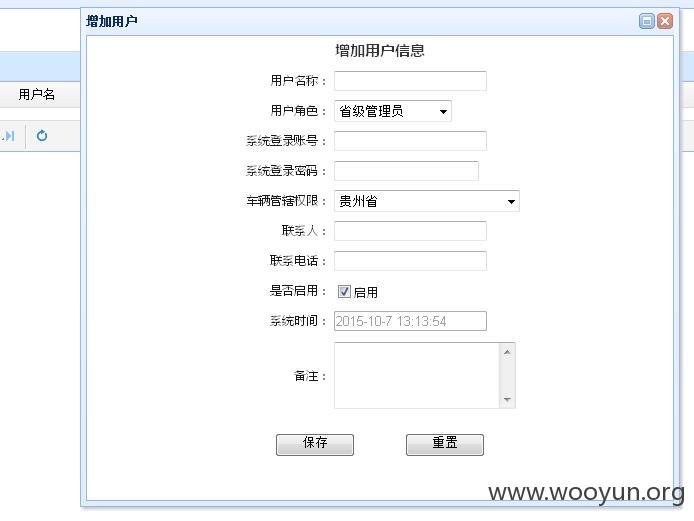 增加用户
增加用户信息
用户名称：
用户名
用户角色： 省级管理员
系统登录账号：
系统登录密码：
车辆管辖权限： 贵州省
联系人：
联系电话：
是否启用： 启用
系统时间： 2015-10-7 13:13:54
备注：
保存 重置
www.wooyun.org